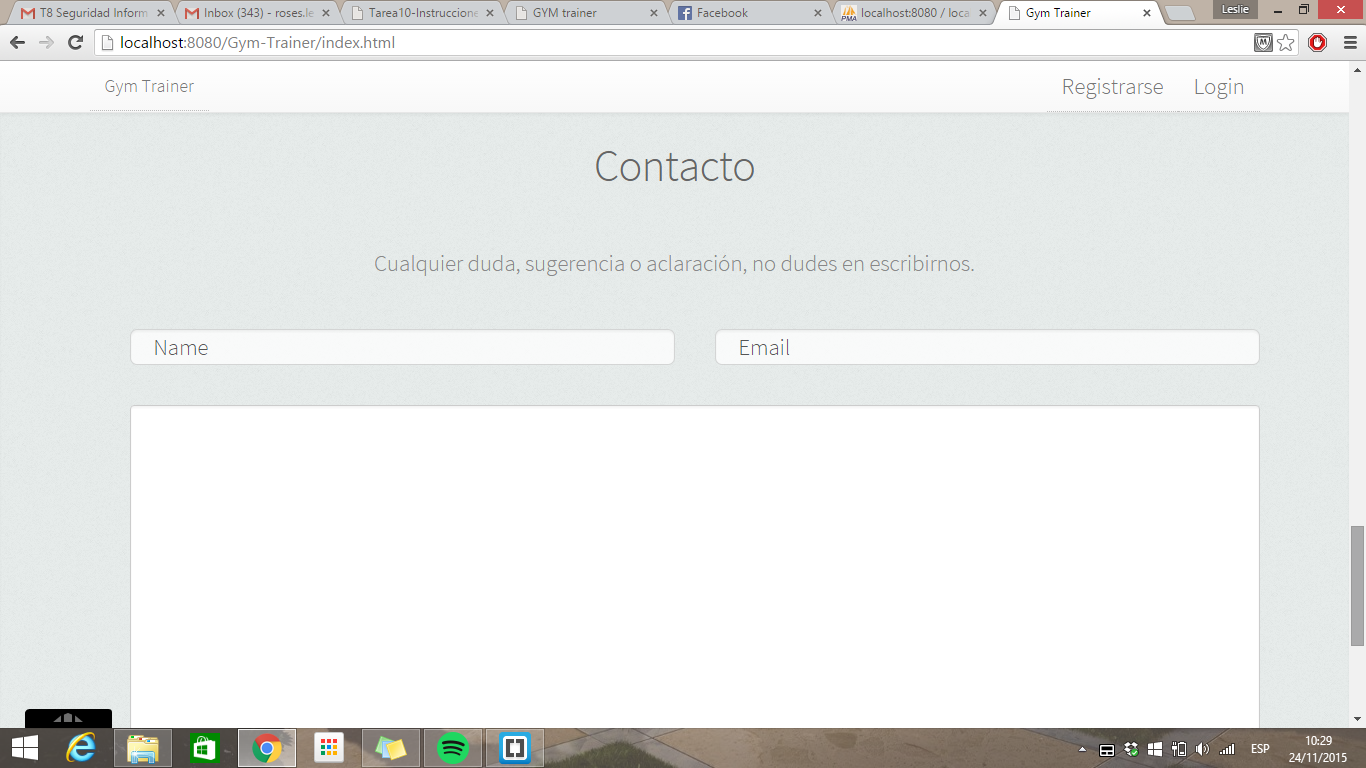 T8 Seguridad Inform
Inbox (343) - roses.le
Tarea10-Instruccione
GYM trainer
Facebook
localhost:8080 / loca
Gym Trainer
Leslie
localhost:8080/Gym-Trainer/index.html
Gym Trainer
Registrarse
Login
Contacto
Cualquier duda, sugerencia o aclaración, no dudes en escribirnos.
Name
Email
ESP
10:29
24/11/2015